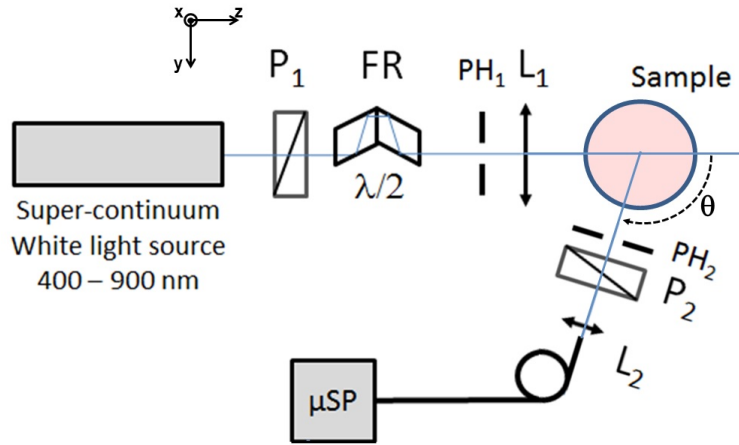 x
z
y
P1
FR
PH1
L1
Sample
λ/2
θ
Super-continuum
White light source
400 – 900 nm
PH2
P2
L2
μSP